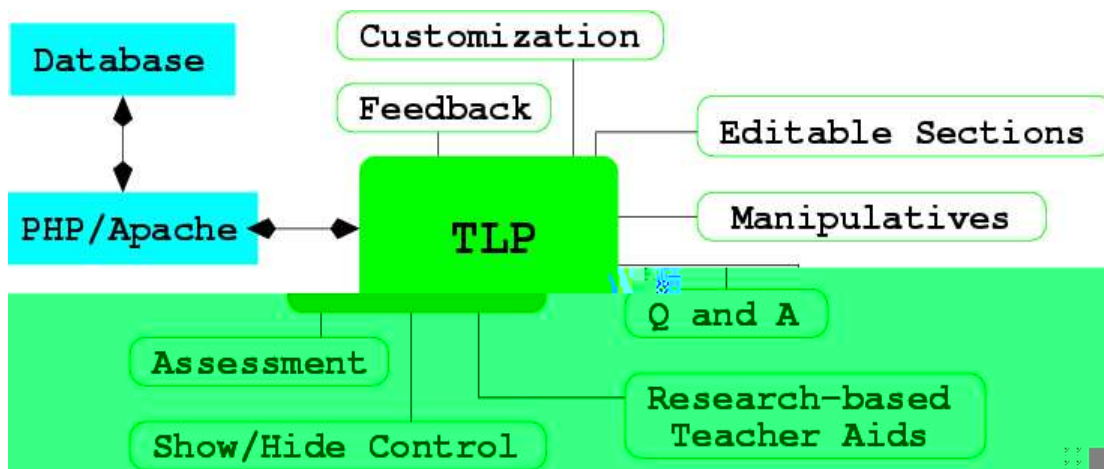 Customization
Database
Feedback
Editable Sections
Manipulatives
PHP/Apache
TLP
Q and A
Assessment
Research-based
Teacher Aids
Show/Hide Control